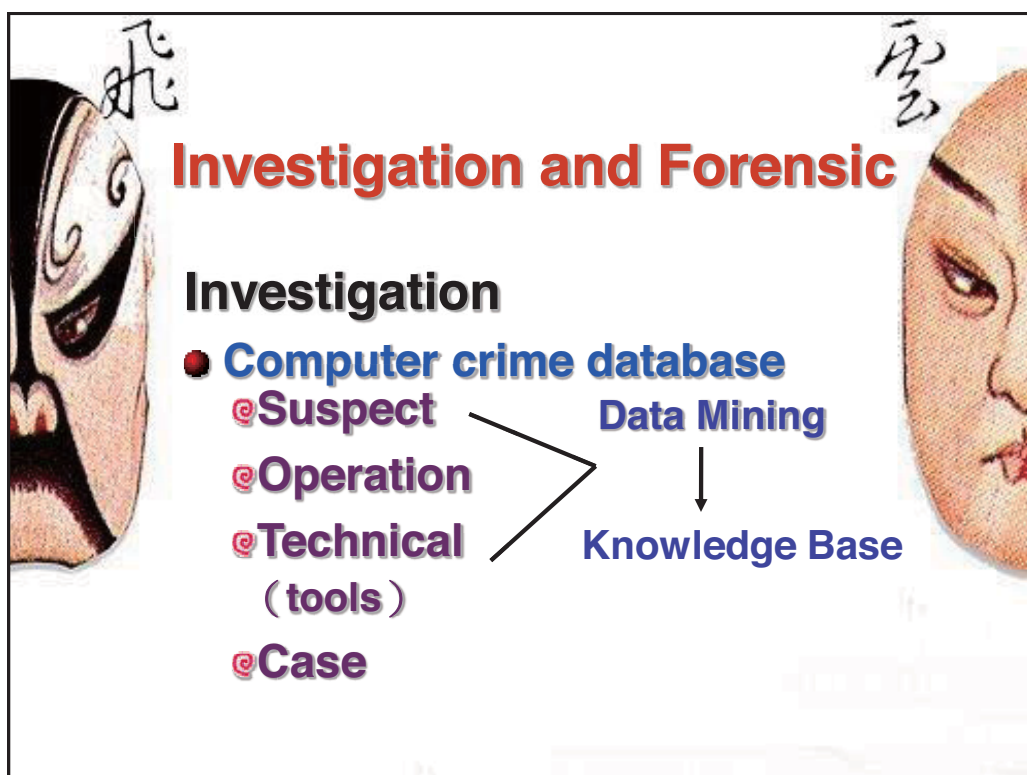 飛
雲
Investigation and Forensic
Investigation
Computer crime database
Suspect
Data Mining
Operation
Technical
Knowledge Base
（tools）
Case